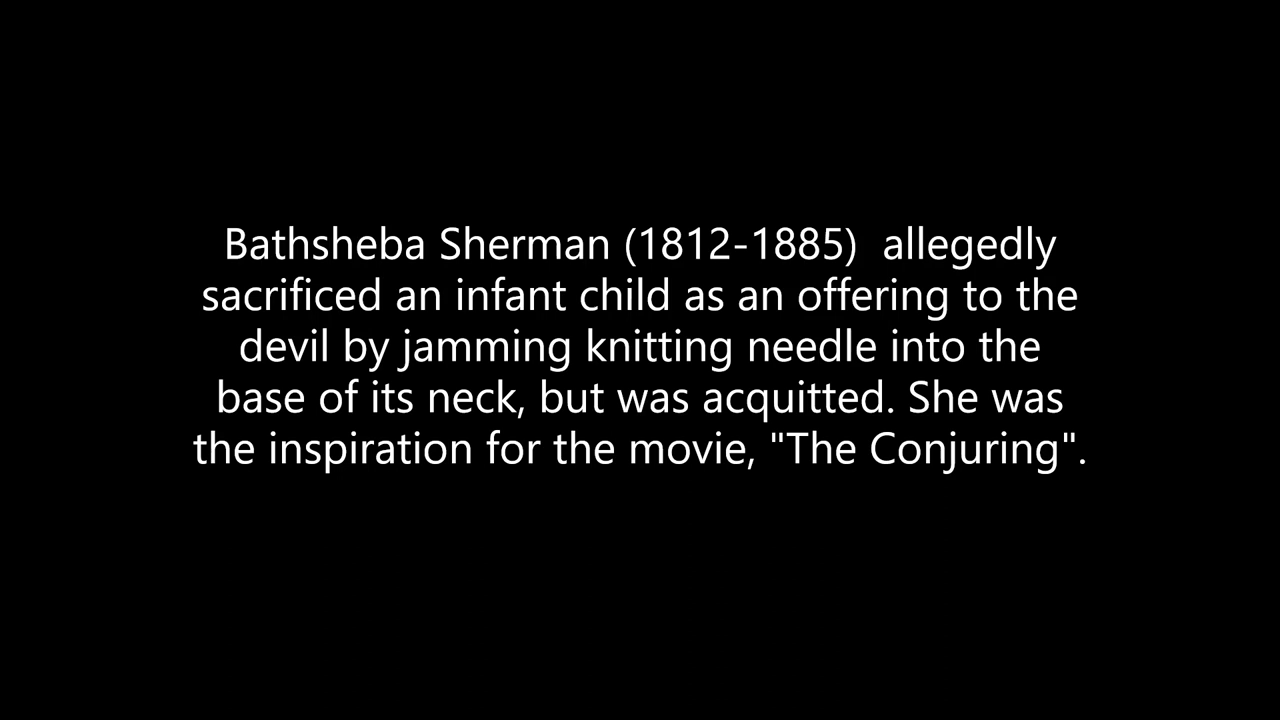 Bathsheba Sherman (1812-1885)  allegedly
sacrificed an infant child as an offering to the
devil by jamming knitting needle into the
base of its neck, but was acquitted. She was
the inspiration for the movie, "The Conjuring".